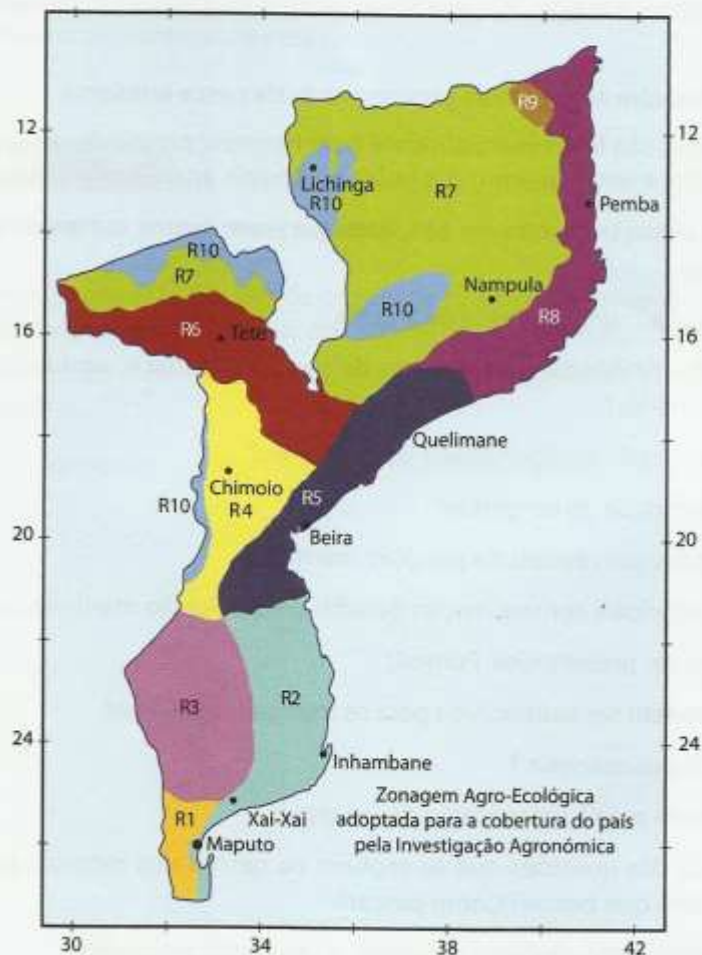 12
12
R9
Lichinga
R10
R7
Pemba
R10
R7
Nampula
R10
R8
16
R6
Tete
16
Quelimane
Chimoio
R10
R4
R5
20
Beira
20
R3
R2
24
Inhambane
24
R1
Xai-Xai
Maputo
Zonagem Agro-Ecológica
adoptada para a cobertura do país
pela Investigação Agronómica
30
34
38
42